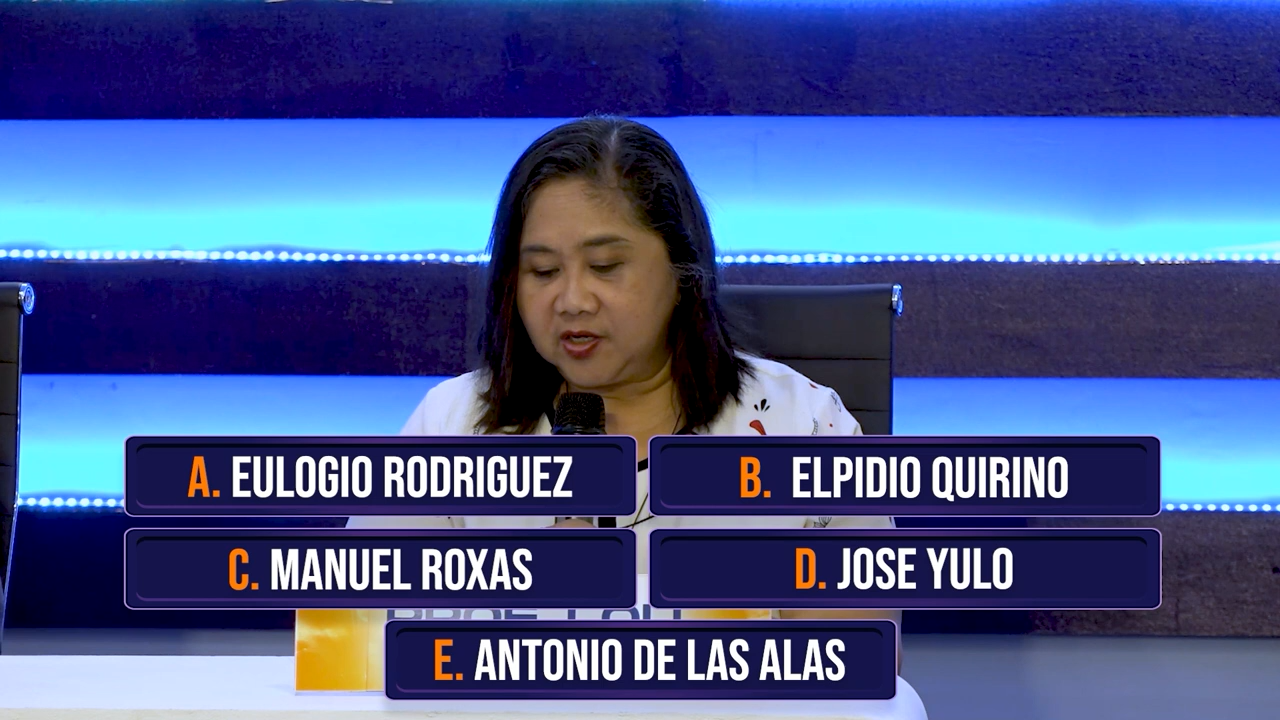 A. EULOGIO RODRIGUEZ
B. ELPIDIO QUIRINO
C. MANUEL ROXAS
D. JOSE YULO
E. ANTONIO DE LAS ALAS